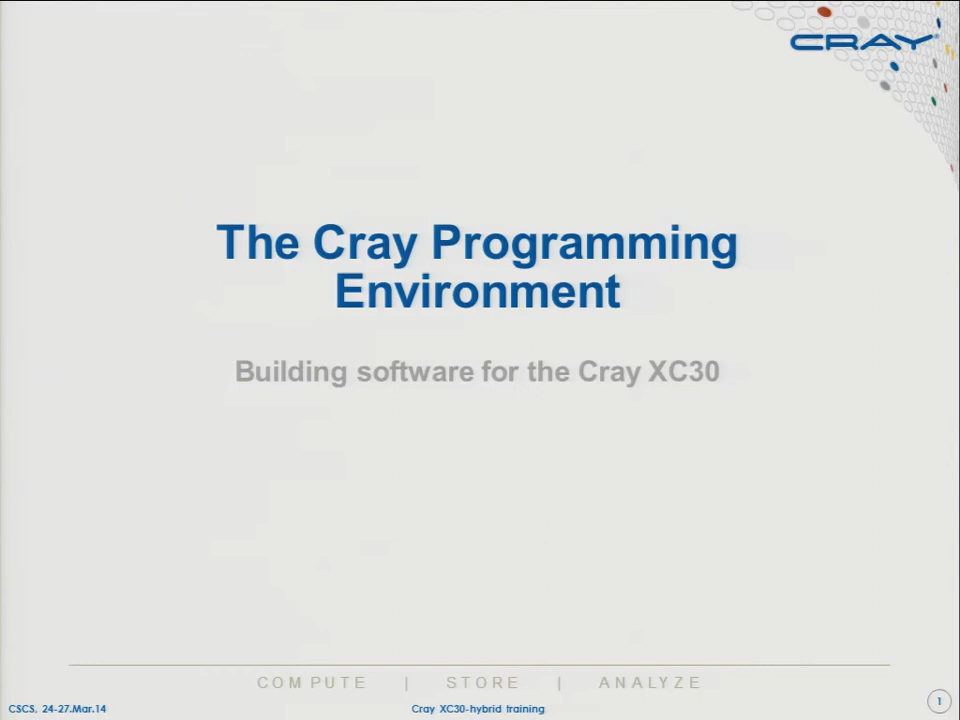 CRAY
The Cray Programming
Environment
Building software for the Cray XC30
COMPUTE | STORE | ANALYZE
CSCS, 24-27.Mar.14
Cray XC30-hybrid training
1